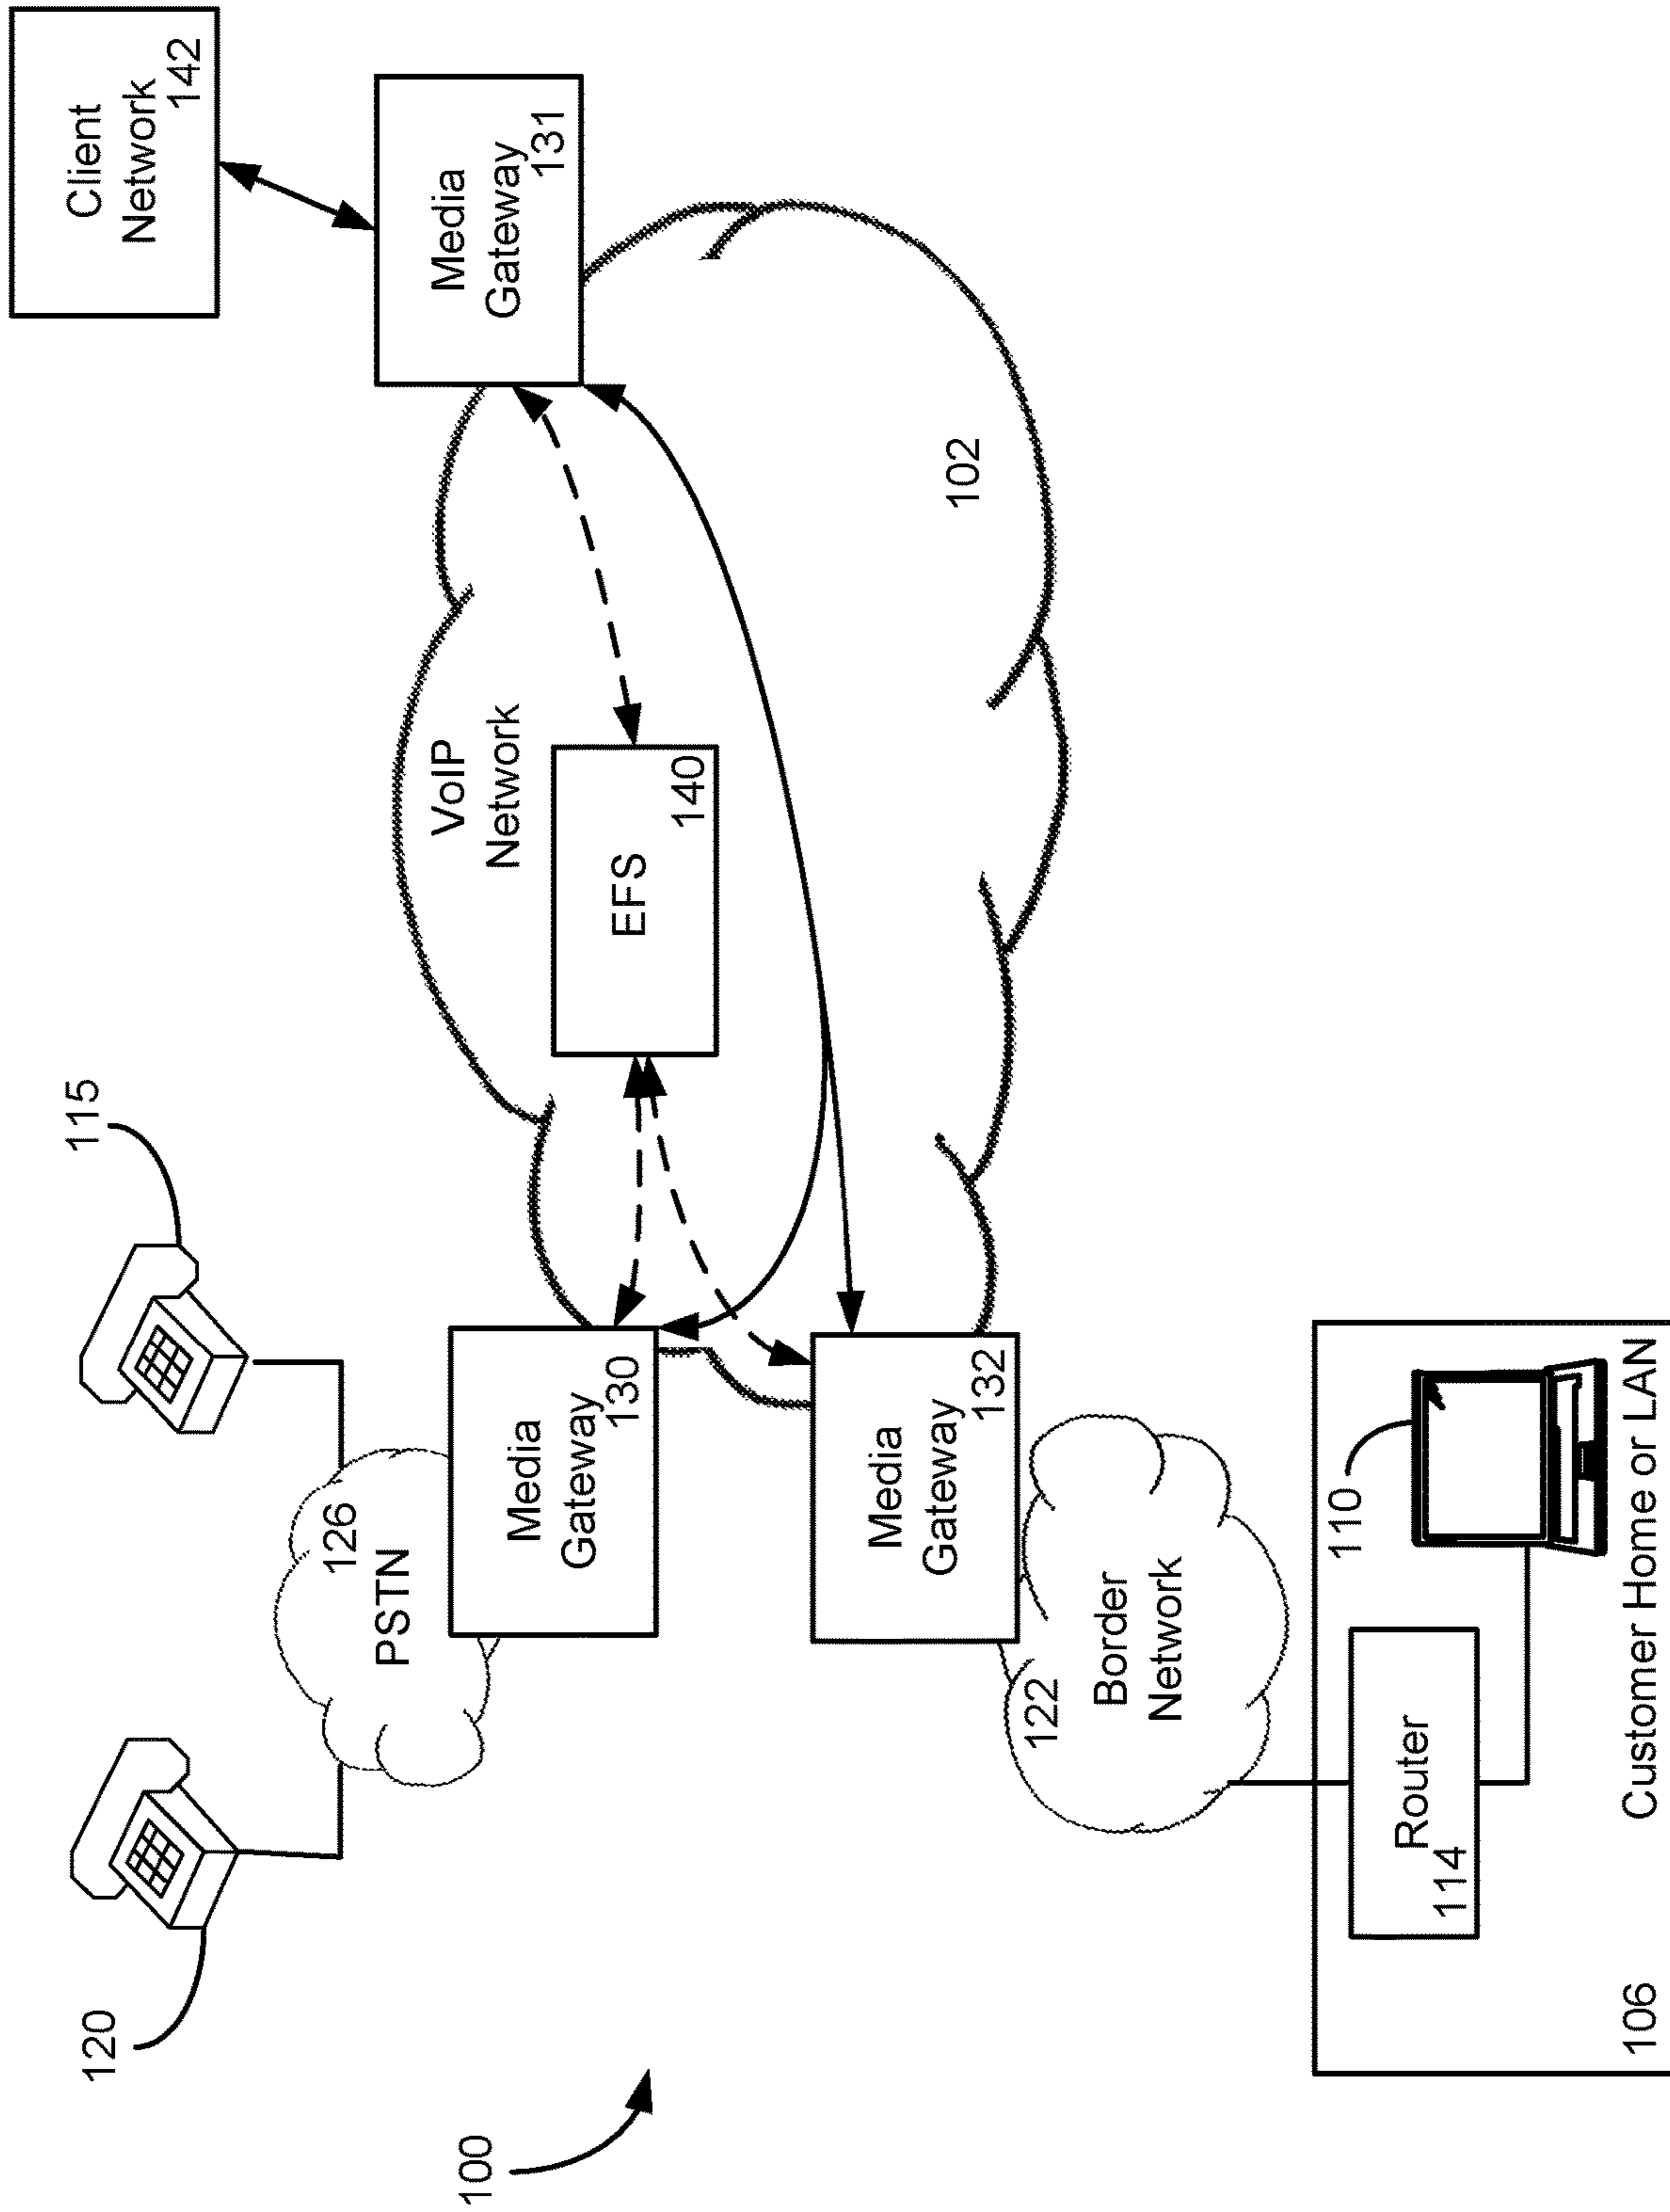 120
115
126
PSTN
Media
Gateway
130
VoIP
Network
EFS
140
Client
Network
142
Media
Gateway
131
102
100
Media
Gateway
132
122
Border
Network
110
Router
114
106
Customer Home or LAN